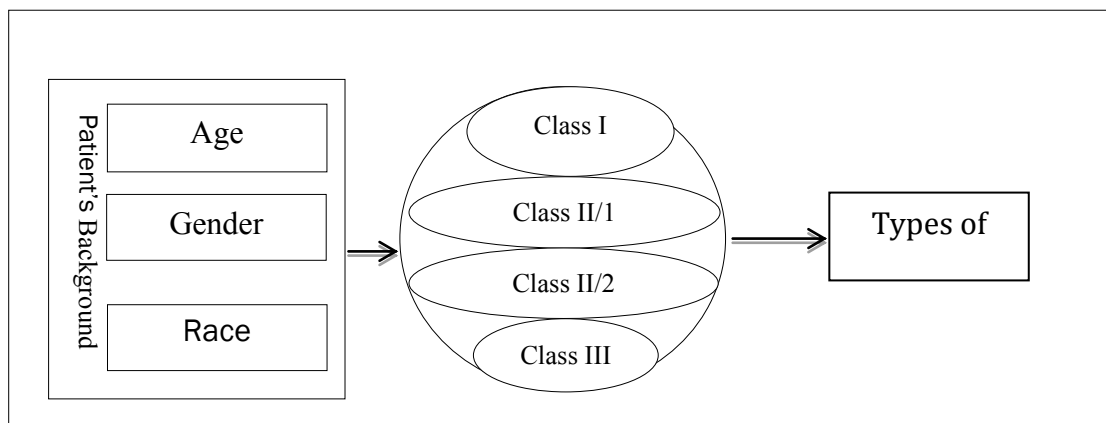 Patient's Background
Age
Gender
Race
Class I
Class II/1
Class II/2
Class III
Types of